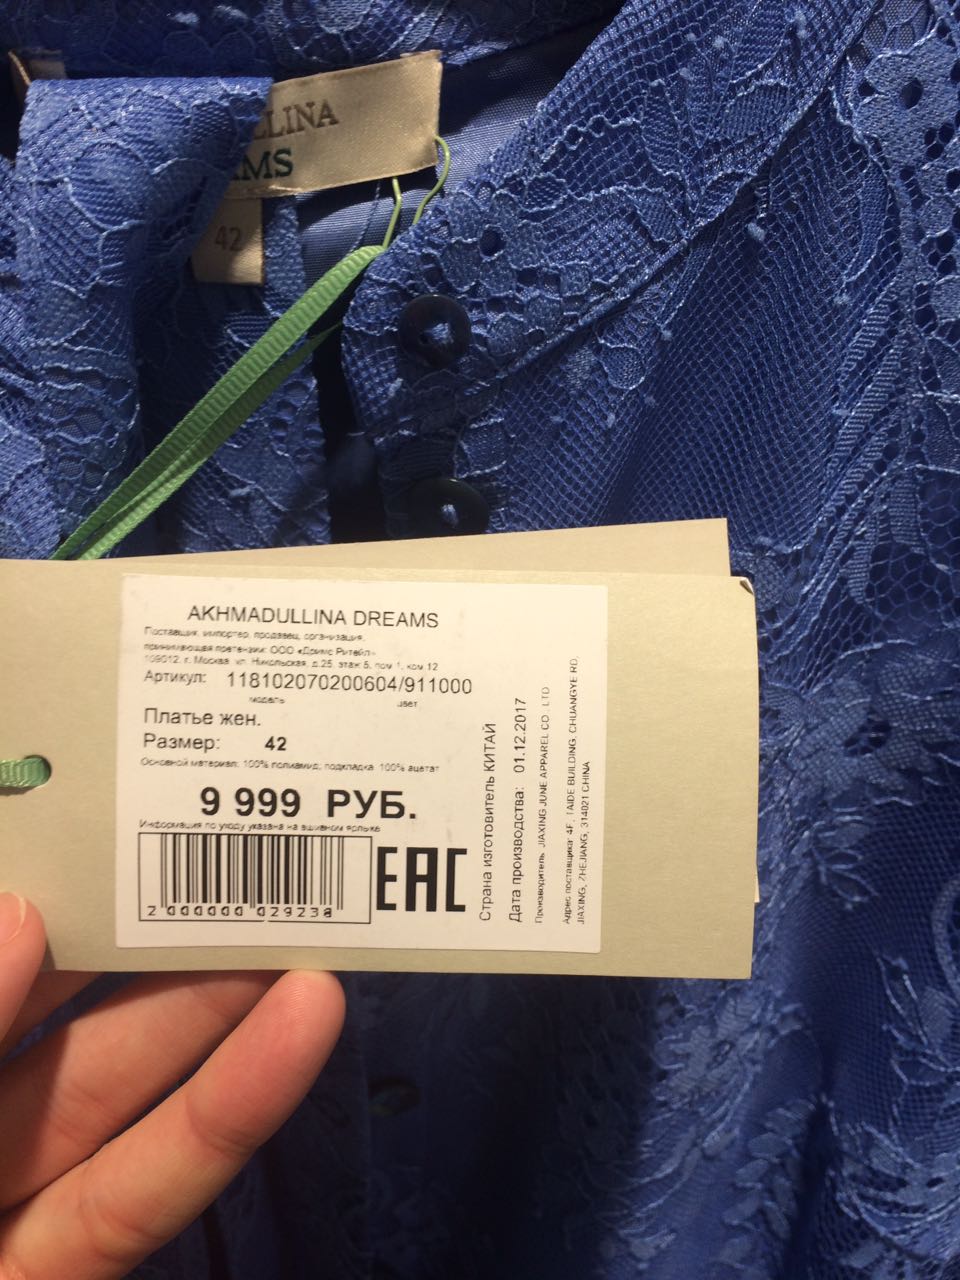 LLINA
AMS
42
AKHMADULLINA DREAMS
Поставщик, импортер, продавец, организация,
принимающая претензии: ООО «Дримс Ритейл»
109012, г. Москва, ул. Никольская, д.25, этаж 5, пом 1, ком 12
Артикул: 118102070200604/911000
модель цвет
Платье жен.
Размер: 42
Основной материал: 100% полиамид; подкладка: 100% ацетат
9 999 РУБ.
Информация по уходу указана на вшивном ярлыке
2 000000 029238
EAC
Страна изготовитель КИТАЙ
Дата производства: 01.12.2017
Производитель: JIAXING JUNE APPAREL CO., LTD
Адрес поставщика: 4F, TAIDE BUILDING, CHUANGYE RD,
JIAXING, ZHEJIANG, 314021 CHINA